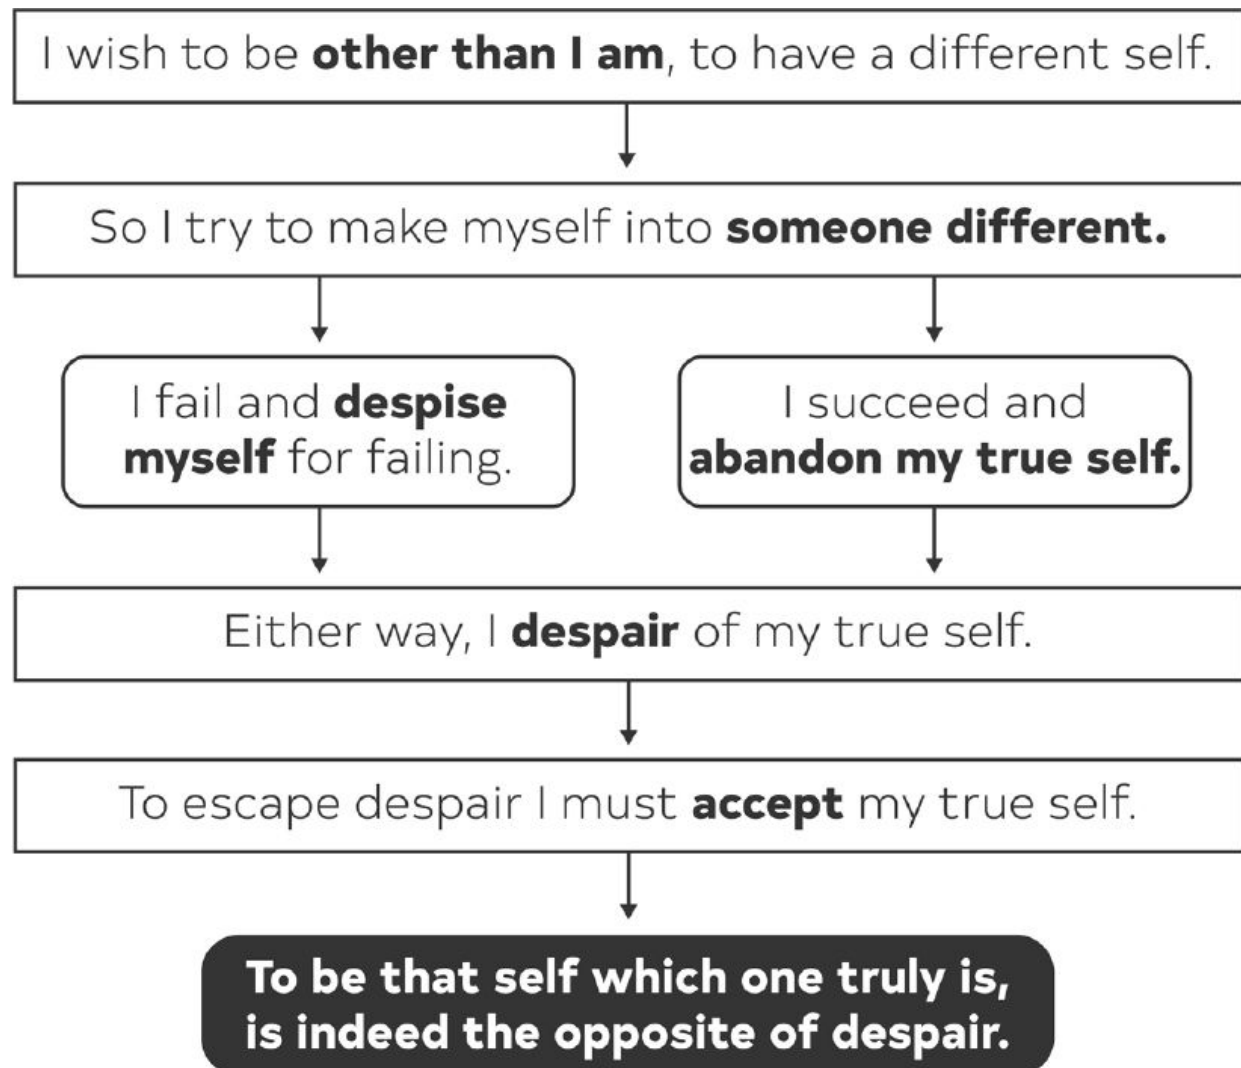 I wish to be other than I am, to have a different self.
So I try to make myself into someone different.
I fail and despise
myself for failing.
I succeed and
abandon my true self.
Either way, I despair of my true self.
To escape despair I must accept my true self.
To be that self which one truly is,
is indeed the opposite of despair.